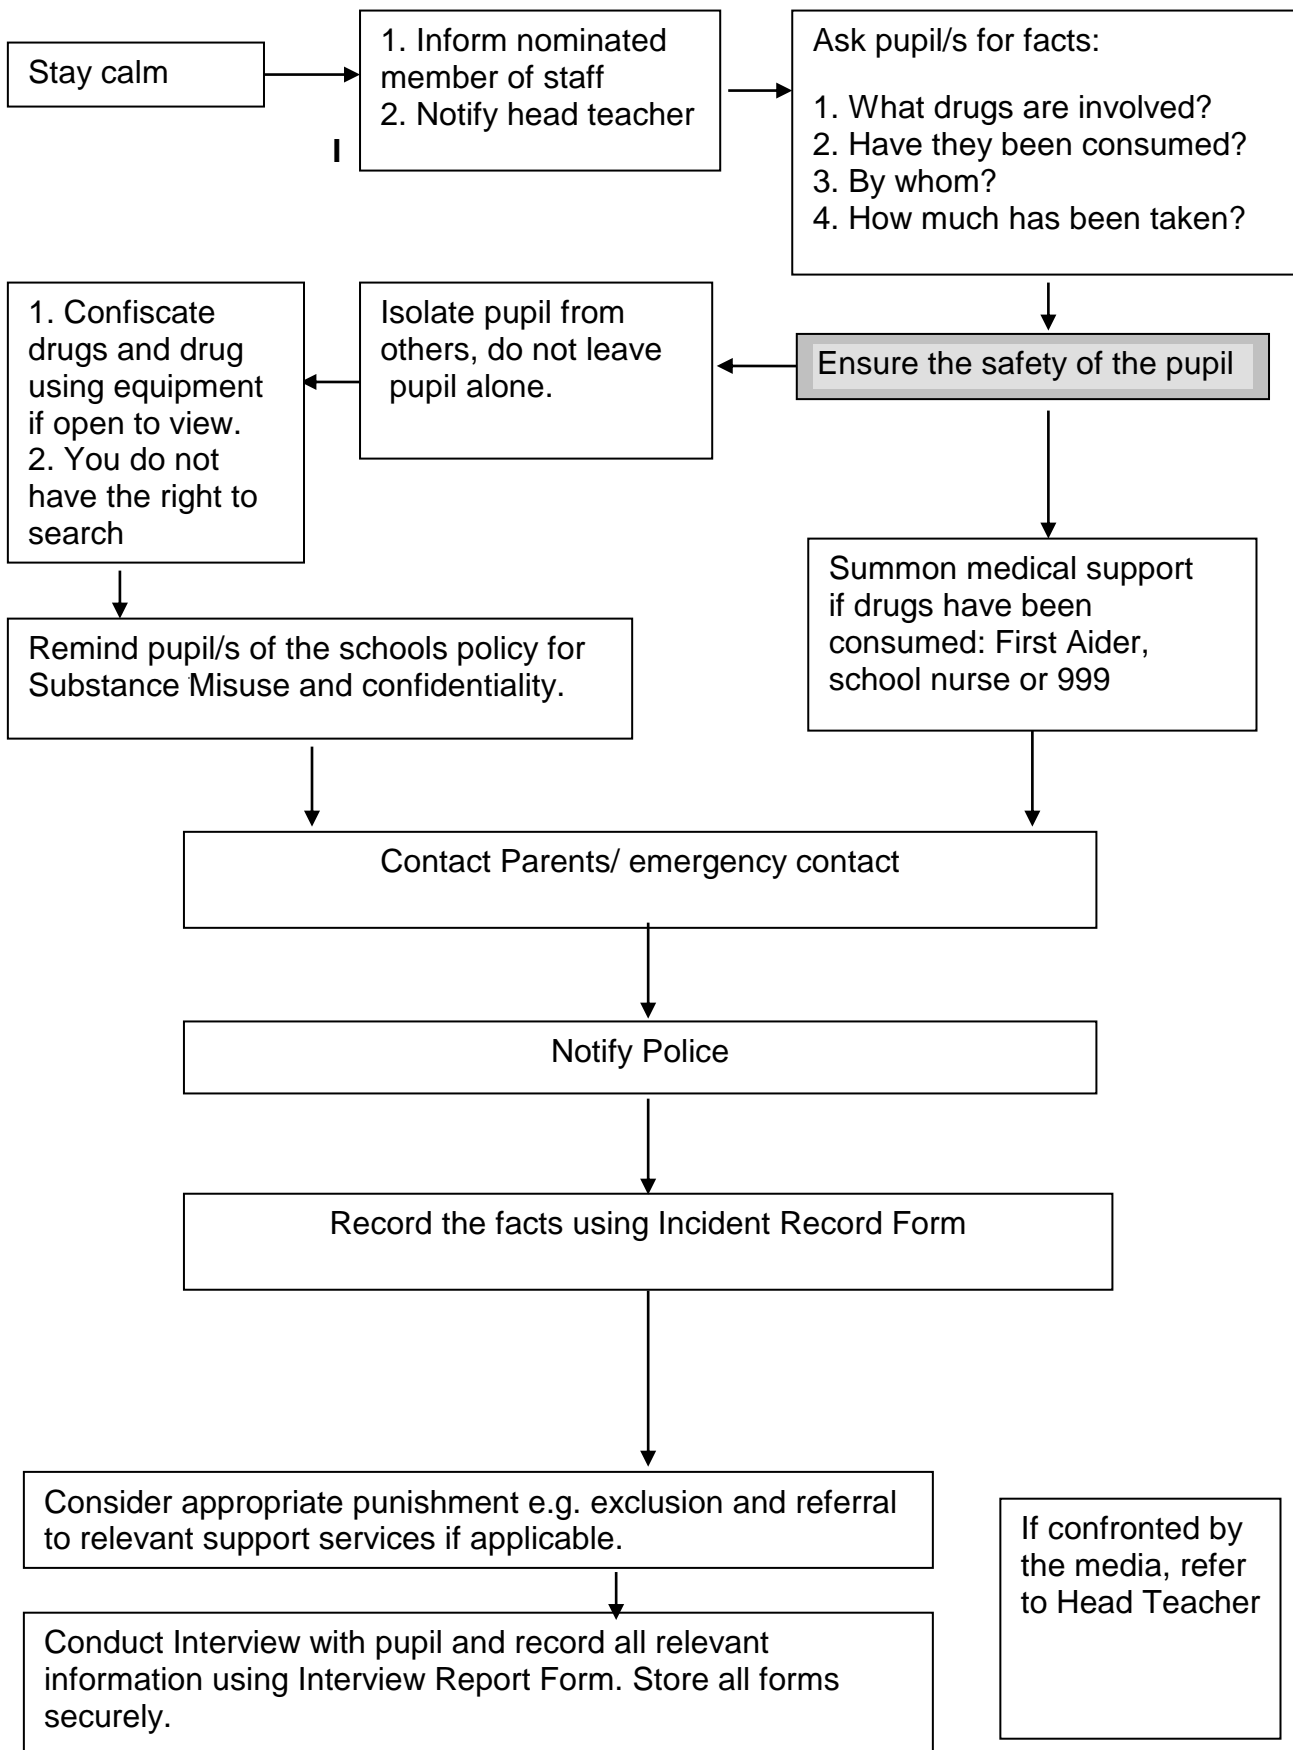 Stay calm
I
1. Inform nominated
member of staff
2. Notify head teacher
Ask pupil/s for facts:
1. What drugs are involved?
2. Have they been consumed?
3. By whom?
4. How much has been taken?
Ensure the safety of the pupil
Isolate pupil from
others, do not leave
pupil alone.
1. Confiscate
drugs and drug
using equipment
if open to view.
2. You do not
have the right to
search
Remind pupil/s of the schools policy for
Substance Misuse and confidentiality.
Summon medical support
if drugs have been
consumed: First Aider,
school nurse or 999
Contact Parents/ emergency contact
Notify Police
Record the facts using Incident Record Form
Consider appropriate punishment e.g. exclusion and referral
to relevant support services if applicable.
Conduct Interview with pupil and record all relevant
information using Interview Report Form. Store all forms
securely.
If confronted by
the media, refer
to Head Teacher